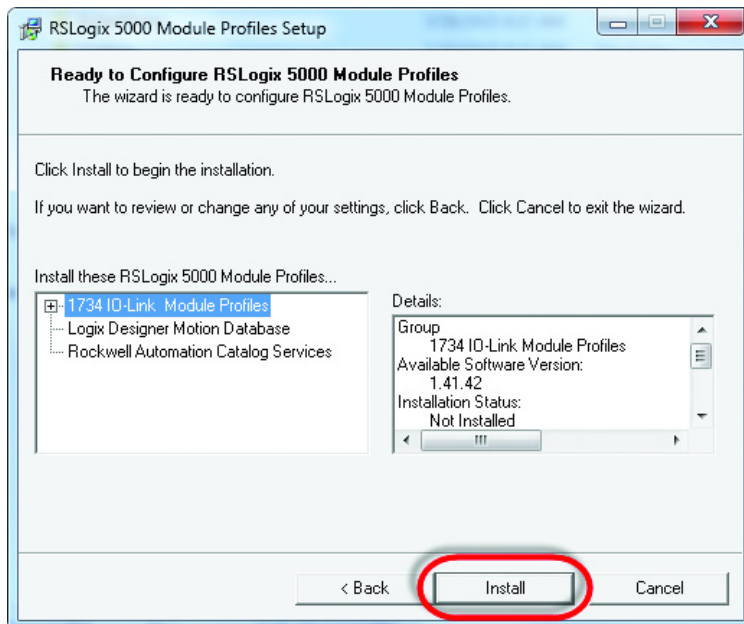 RSLogix 5000 Module Profiles Setup
Ready to Configure RSLogix 5000 Module Profiles
The wizard is ready to configure RSLogix 5000 Module Profiles.
Click Install to begin the installation.
If you want to review or change any of your settings, click Back. Click Cancel to exit the wizard.
Install these RSLogix 5000 Module Profiles...
1734 IO-Link Module Profiles
Logix Designer Motion Database
Rockwell Automation Catalog Services
Details:
Group
1734 IO-Link Module Profiles
Available Software Version:
1.41.42
Installation Status:
Not Installed
< Back
Install
Cancel